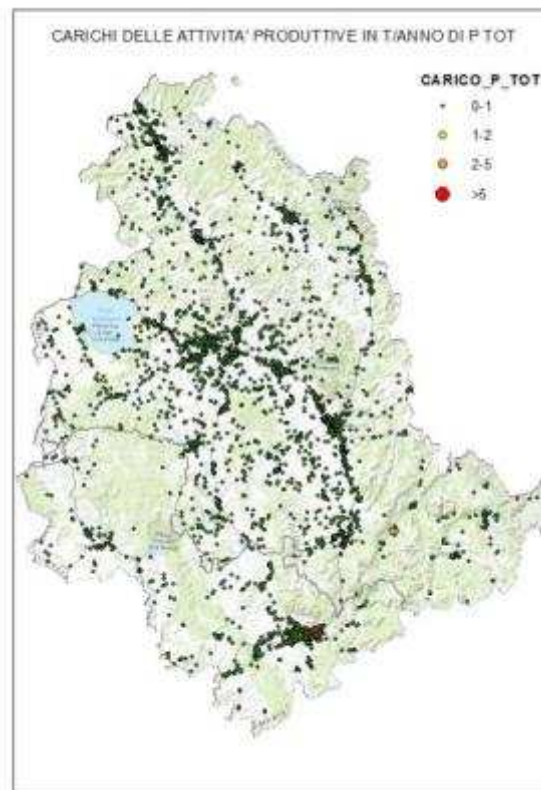 CARICHI DELLE ATTIVITA' PRODUTTIVE IN T/ANNO DI P TOT
CARICO_P_TOT
0-1
1-2
2-5
>5